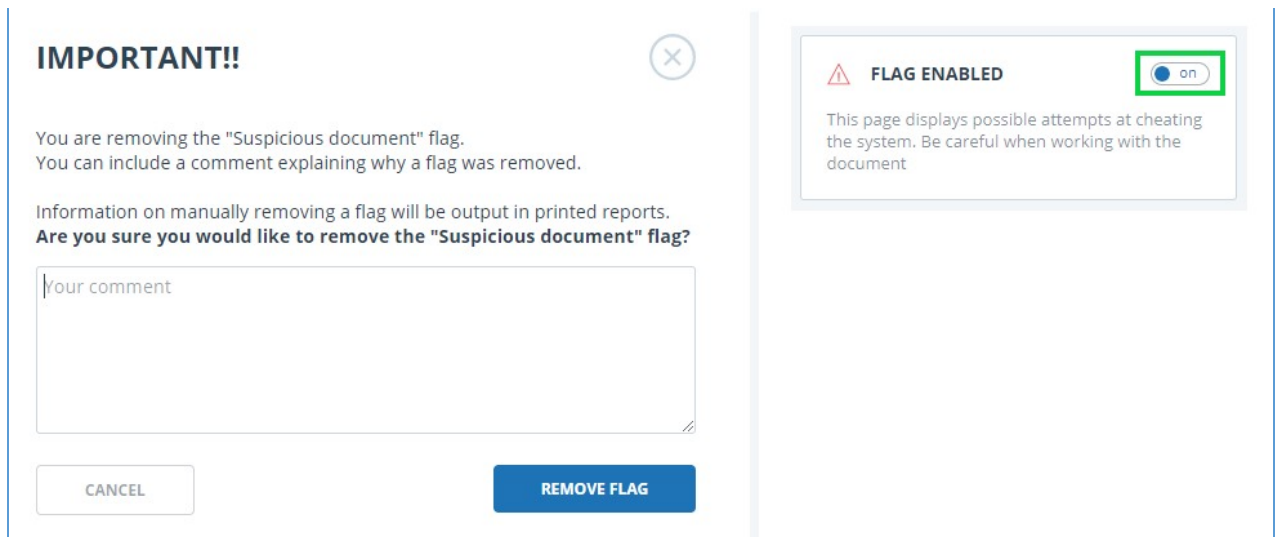 IMPORTANT!!
You are removing the "Suspicious document" flag.
You can include a comment explaining why a flag was removed.
Information on manually removing a flag will be output in printed reports.
Are you sure you would like to remove the "Suspicious document" flag?
Your comment
CANCEL
REMOVE FLAG
FLAG ENABLED
on
This page displays possible attempts at cheating
the system. Be careful when working with the
document